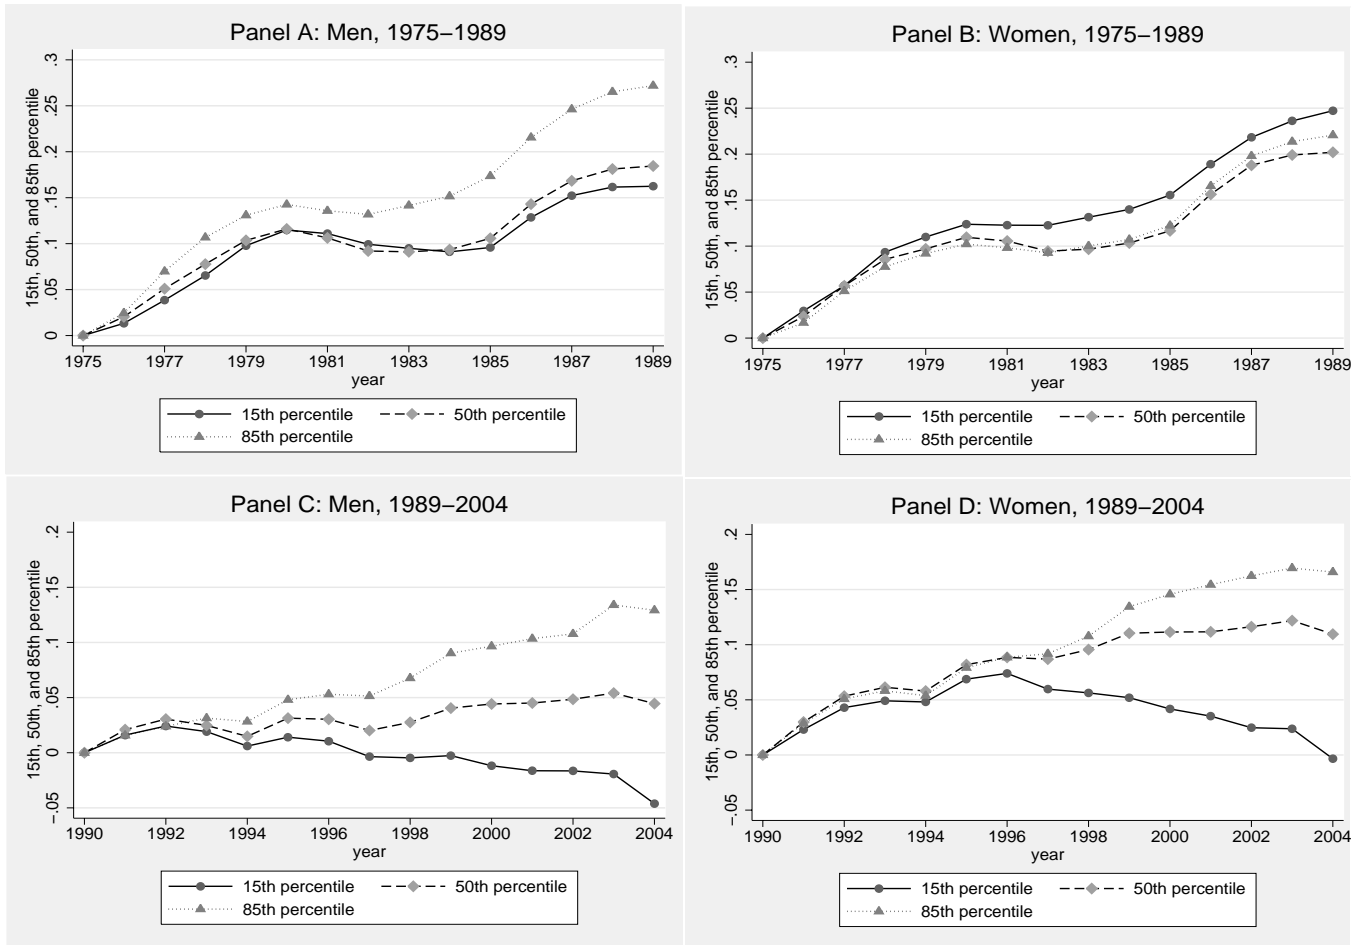 Panel A: Men, 1975−1989
15th, 50th, and 85th percentile
.3
.25
.2
.15
.1
.05
0
1975 1977 1979 1981 1983 1985 1987 1989
year
15th percentile 50th percentile
85th percentile
Panel B: Women, 1975−1989
15th, 50th, and 85th percentile
.3
.25
.2
.15
.1
.05
0
1975 1977 1979 1981 1983 1985 1987 1989
year
15th percentile 50th percentile
85th percentile
Panel C: Men, 1989−2004
15th, 50th, and 85th percentile
.2
.15
.1
.05
0
−.05
1990 1992 1994 1996 1998 2000 2002 2004
year
15th percentile 50th percentile
85th percentile
Panel D: Women, 1989−2004
15th, 50th, and 85th percentile
.2
.15
.1
.05
0
−.05
1990 1992 1994 1996 1998 2000 2002 2004
year
15th percentile 50th percentile
85th percentile